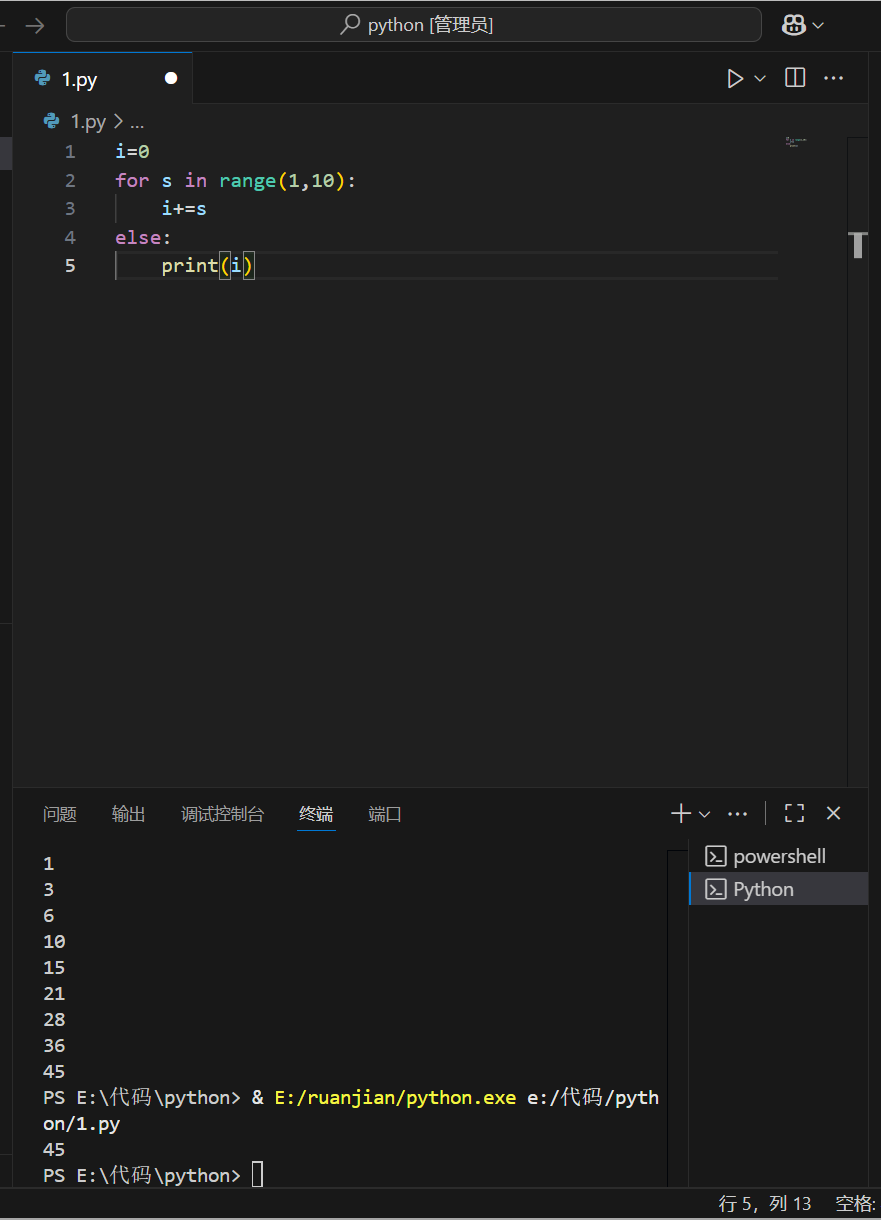 python [管理员]
1.py
1.py > ...
1 i=0
2 for s in range(1,10):
3     i+=s
4 else:
5     print(i)
问题 输出 调试控制台 终端 端口
powershell
Python
1
3
6
10
15
21
28
36
45
PS E:\代码\python> & E:/ruanjian/python.exe e:/代码/pyth
on/1.py
45
PS E:\代码\python>
行 5，列 13 空格: